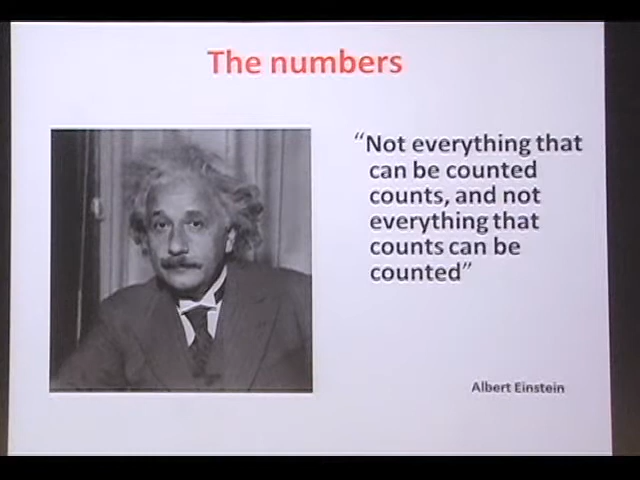 The numbers
“Not everything that
can be counted
counts, and not
everything that
counts can be
counted”
Albert Einstein